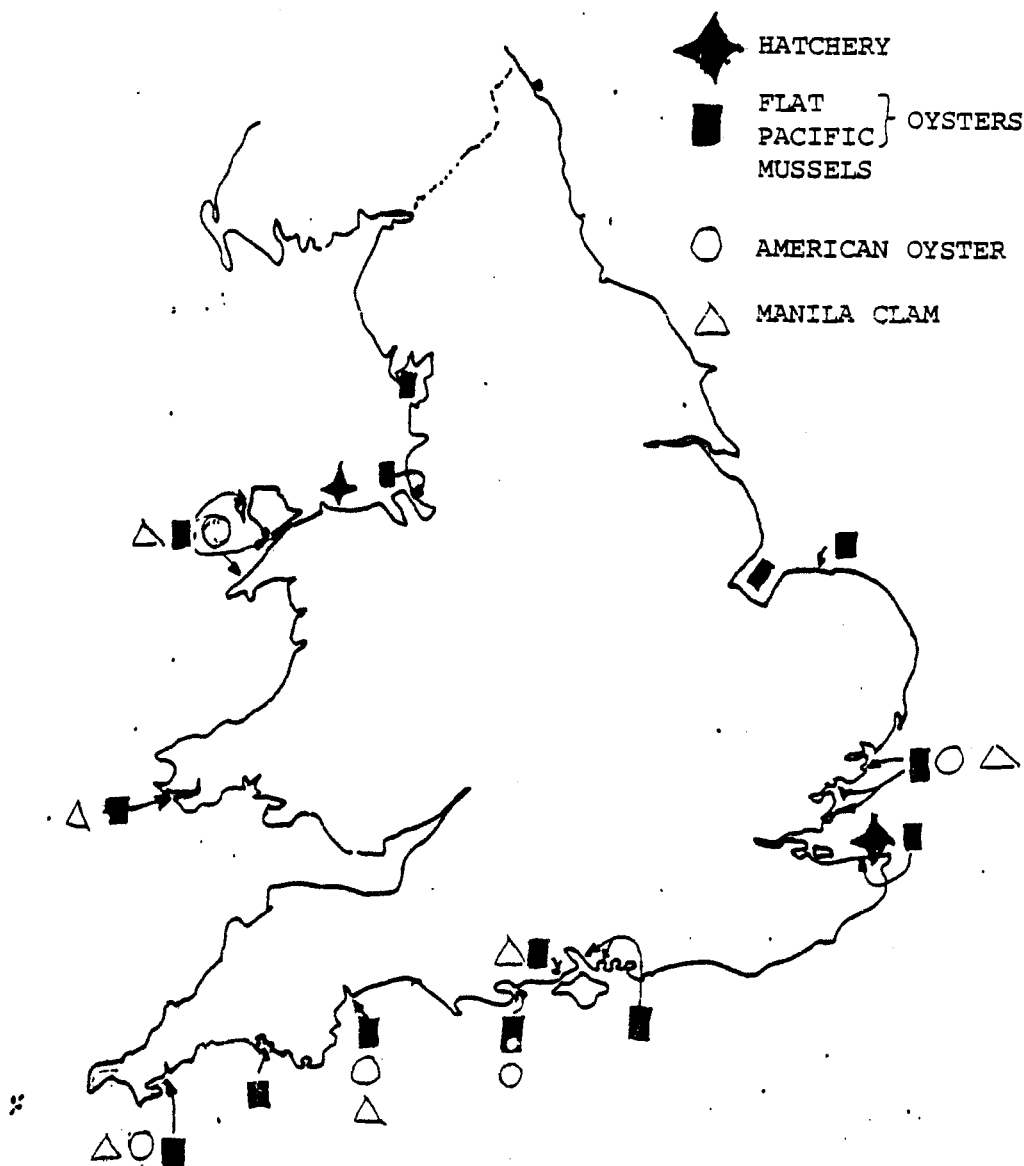 HATCHERY
FLAT
PACIFIC } OYSTERS
MUSSELS
AMERICAN OYSTER
MANILA CLAM